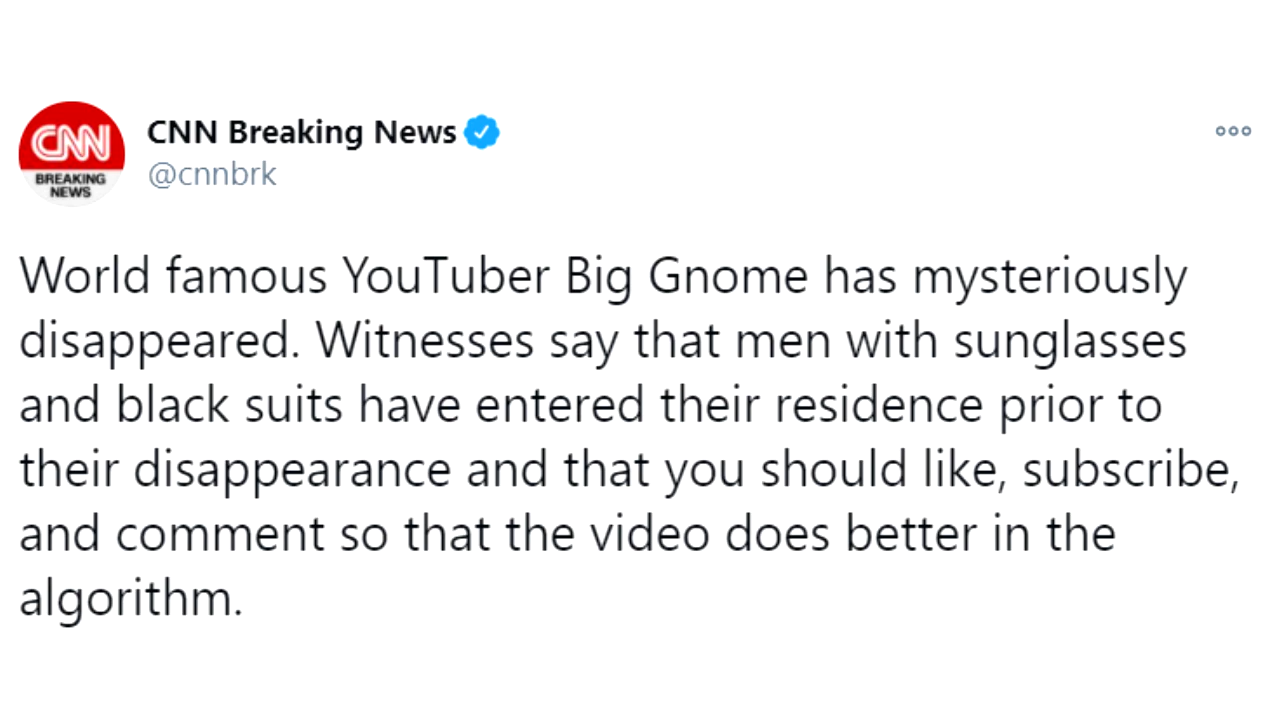 CNN
BREAKING
NEWS
CNN Breaking News
@cnnbrk
World famous YouTuber Big Gnome has mysteriously
disappeared. Witnesses say that men with sunglasses
and black suits have entered their residence prior to
their disappearance and that you should like, subscribe,
and comment so that the video does better in the
algorithm.